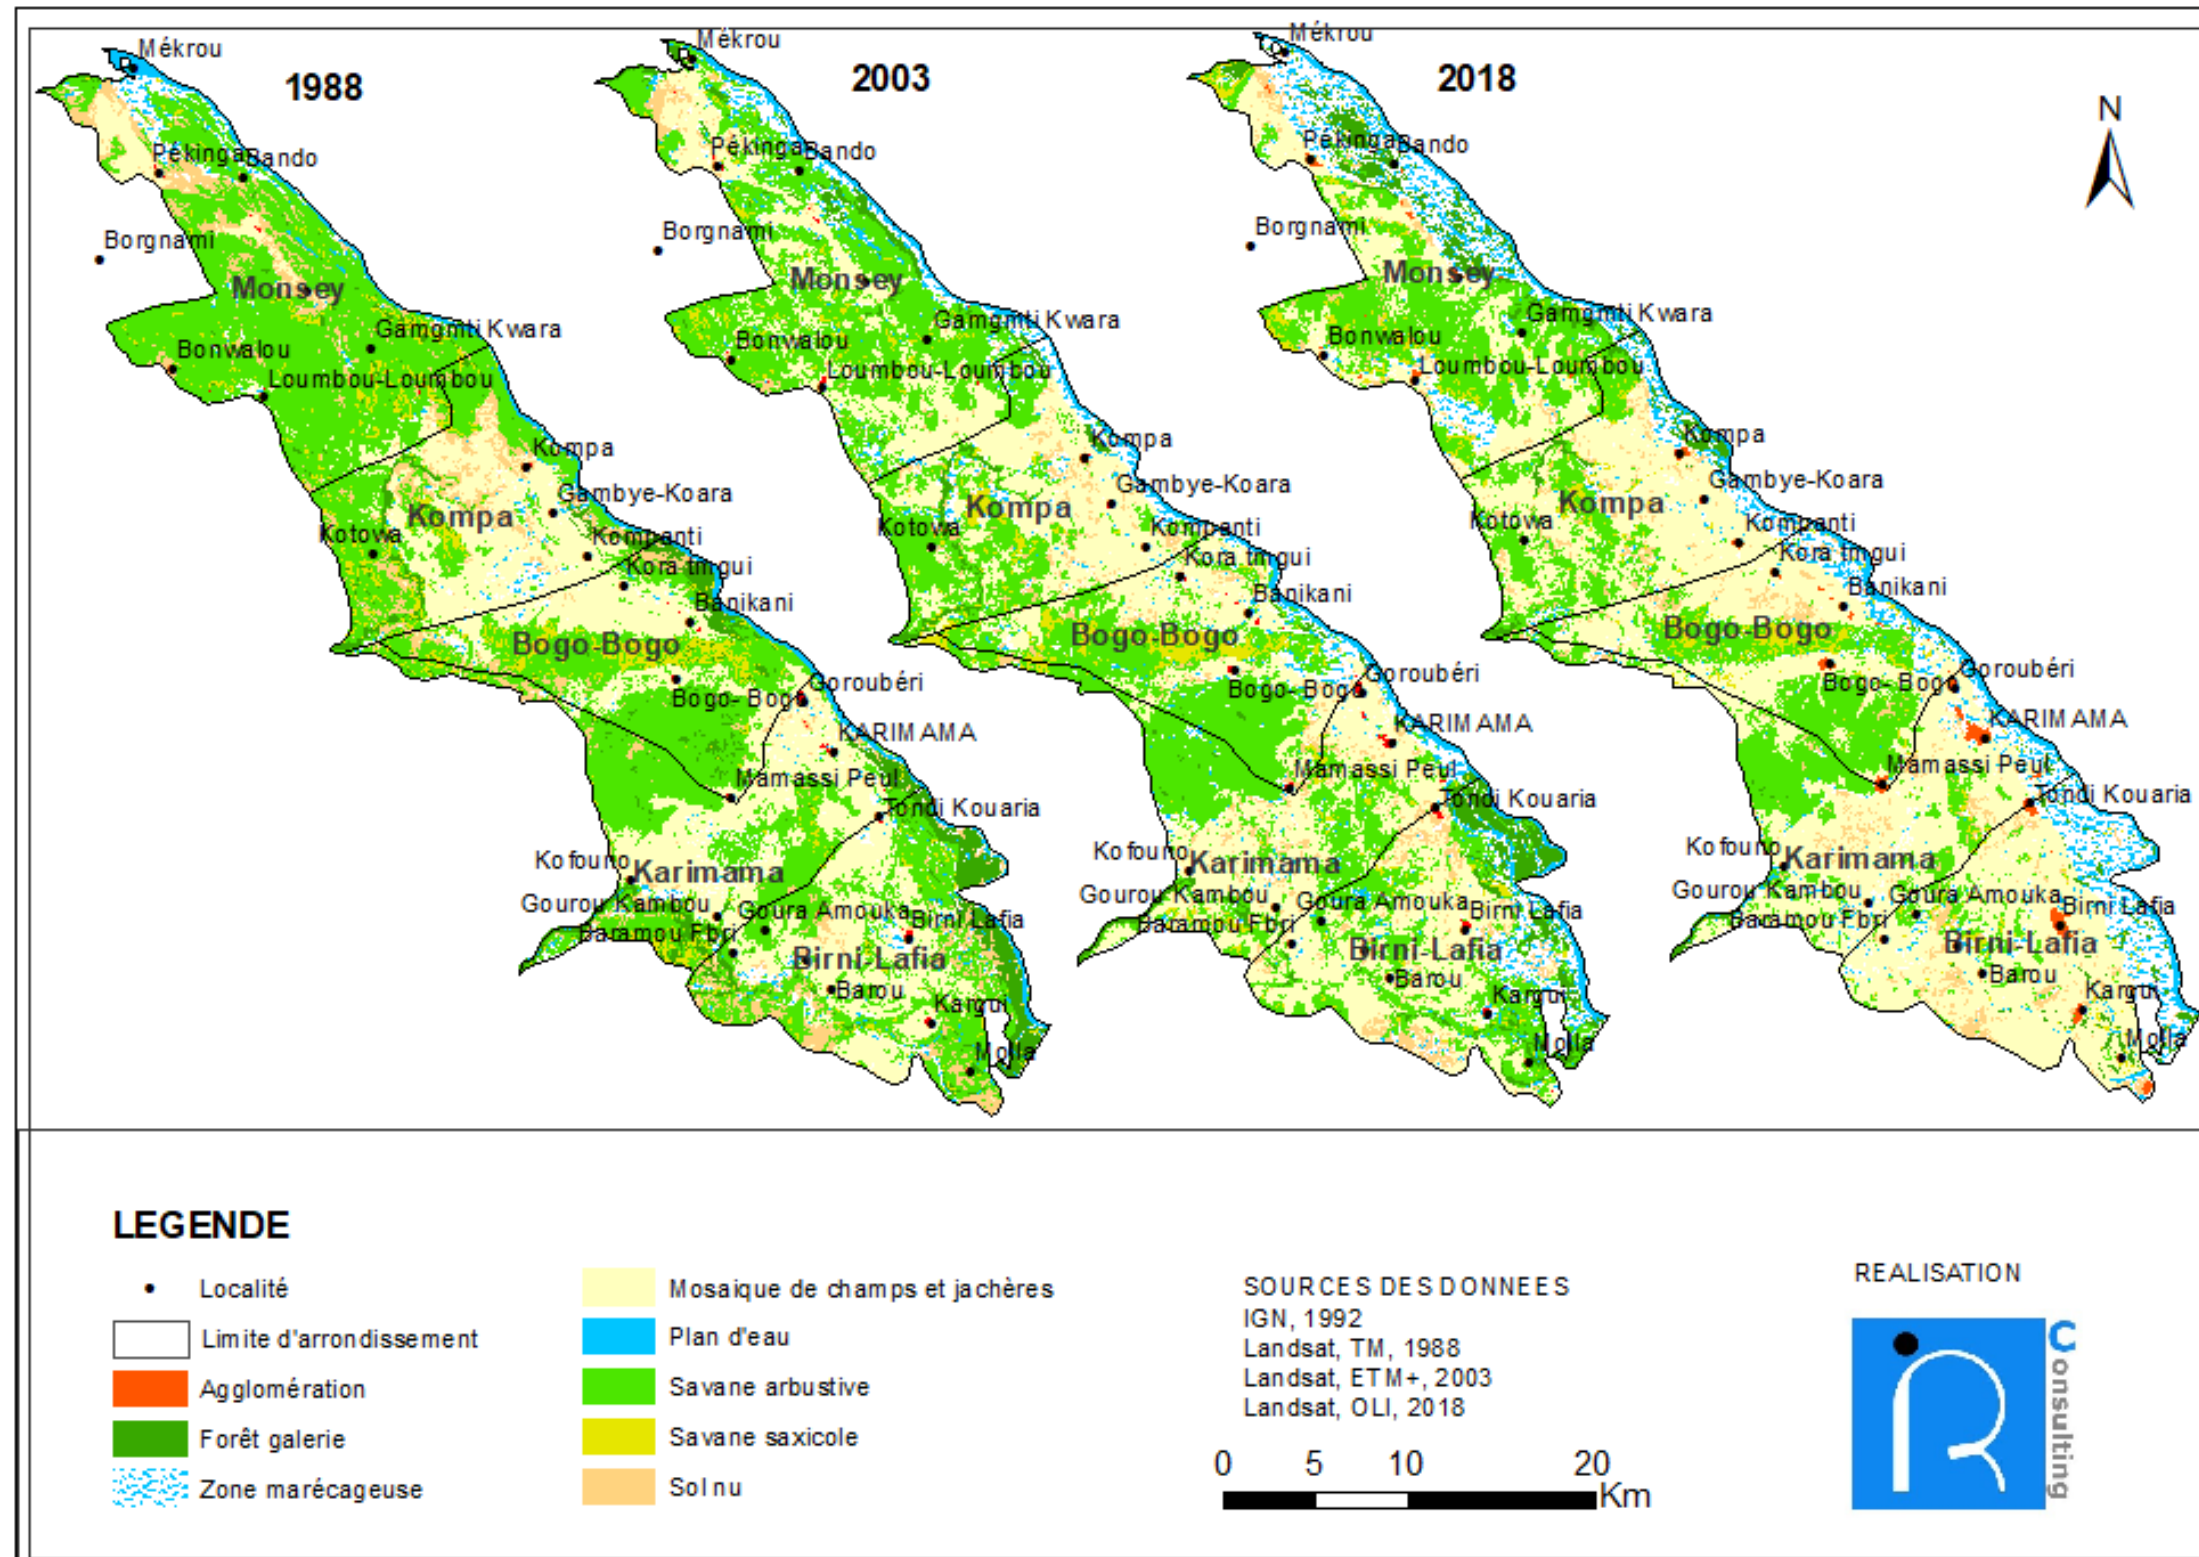 1988
Mékrou
Pékinga
Bando
Borgnami
Monsey
Gamgmti Kwara
Bonwalou
Loumbou-Loumbou
Kompa
Gambye-Koara
Kompa
Kotowa
Kompanti
Kora tingui
Banikani
Bogo-Bogo
Bogo- Bogo
Goroubéri
KARIMAMA
Mamassi Peul
Tondi Kouaria
Kofouno
Karimama
Gourou Kambou
Goura Amouka
Birni Lafia
Baramou Fbri
Birni-Lafia
Barou
Kargui
Molla
2003
Mékrou
Pékinga
Bando
Borgnami
Monsey
Gamgmti Kwara
Bonwalou
Loumbou-Loumbou
Kompa
Gambye-Koara
Kompa
Kotowa
Kompanti
Kora tingui
Banikani
Bogo-Bogo
Bogo- Bogo
Goroubéri
KARIMAMA
Mamassi Peul
Tondi Kouaria
Kofouno
Karimama
Gourou Kambou
Goura Amouka
Birni Lafia
Baramou Fbri
Birni-Lafia
Barou
Kargui
Molla
2018
Mékrou
Pékinga
Bando
Borgnami
Monsey
Gamgmti Kwara
Bonwalou
Loumbou-Loumbou
Kompa
Gambye-Koara
Kompa
Kotowa
Kompanti
Kora tingui
Banikani
Bogo-Bogo
Bogo- Bogo
Goroubéri
KARIMAMA
Mamassi Peul
Tondi Kouaria
Kofouno
Karimama
Gourou Kambou
Goura Amouka
Birni Lafia
Baramou Fbri
Birni-Lafia
Barou
Kargui
Molla
N
LEGENDE
Localité
Limite d'arrondissement
Agglomération
Forêt galerie
Zone marécageuse
Mosaique de champs et jachères
Plan d'eau
Savane arbustive
Savane saxicole
Sol nu
SOURCES DES DONNEES
IGN, 1992
Landsat, TM, 1988
Landsat, ETM+, 2003
Landsat, OLI, 2018
0 5 10 20
Km
REALISATION
iR
Consulting